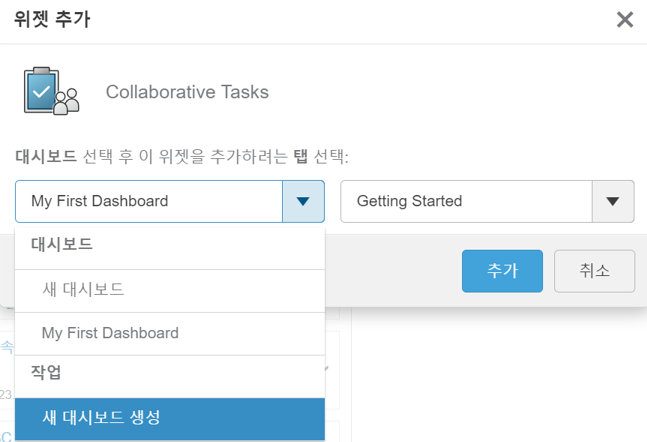 위젯 추가
Collaborative Tasks
대시보드 선택 후 이 위젯을 추가하려는 탭 선택:
My First Dashboard
Getting Started
대시보드
추가
취소
새 대시보드
My First Dashboard
속
작업
23.
새 대시보드 생성